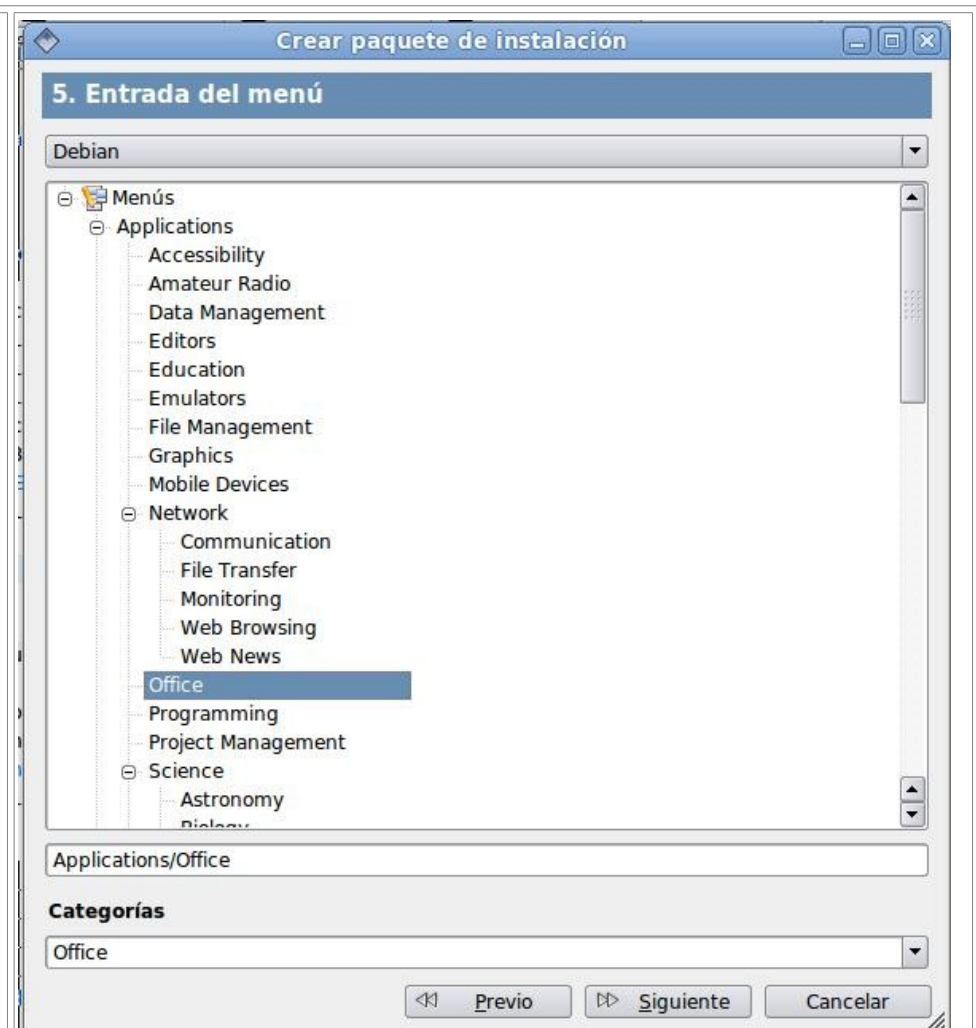 Crear paquete de instalación
5. Entrada del menú
Debian
Menús
Applications
Accessibility
Amateur Radio
Data Management
Editors
Education
Emulators
File Management
Graphics
Mobile Devices
Network
Communication
File Transfer
Monitoring
Web Browsing
Web News
Office
Programming
Project Management
Science
Astronomy
Biology
Applications/Office
Categorías
Office
Previo Siguiente Cancelar